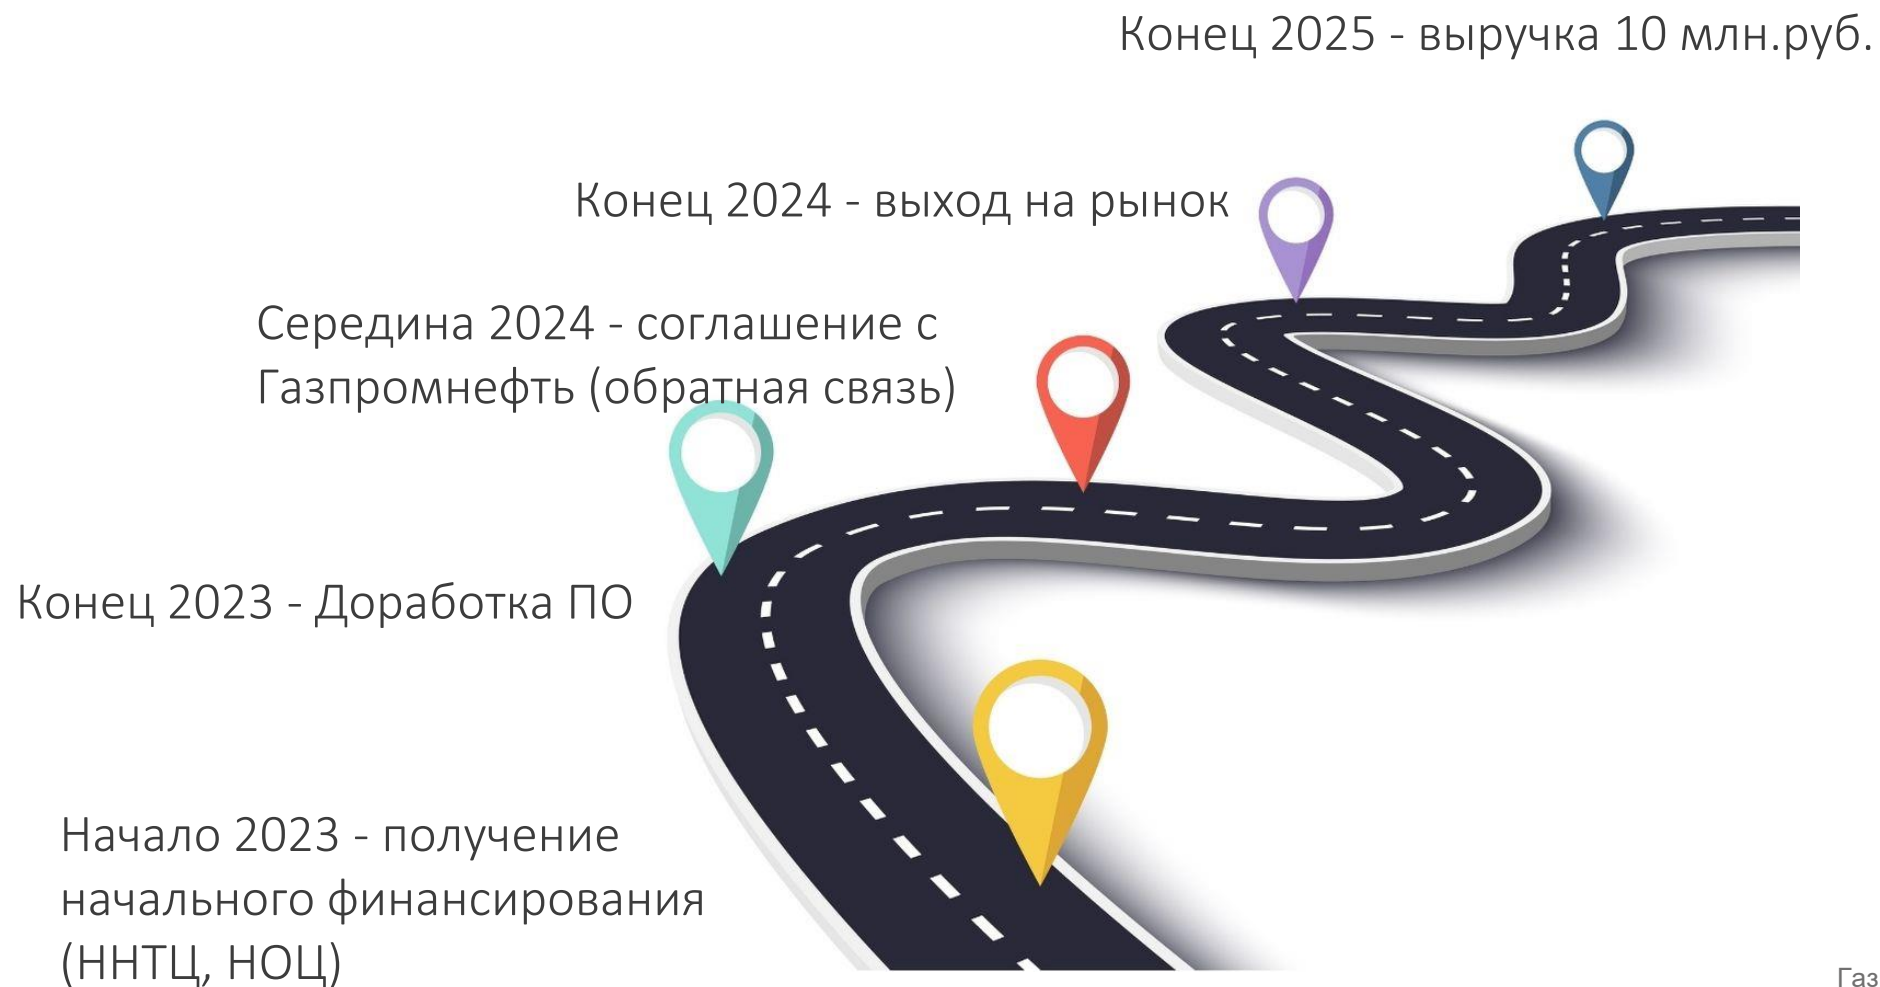 Конец 2025 - выручка 10 млн.руб.
Конец 2024 - выход на рынок
Середина 2024 - соглашение с
Газпромнефть (обратная связь)
Конец 2023 - Доработка ПО
Начало 2023 - получение
начального финансирования
(ННТЦ, НОЦ)
Газ